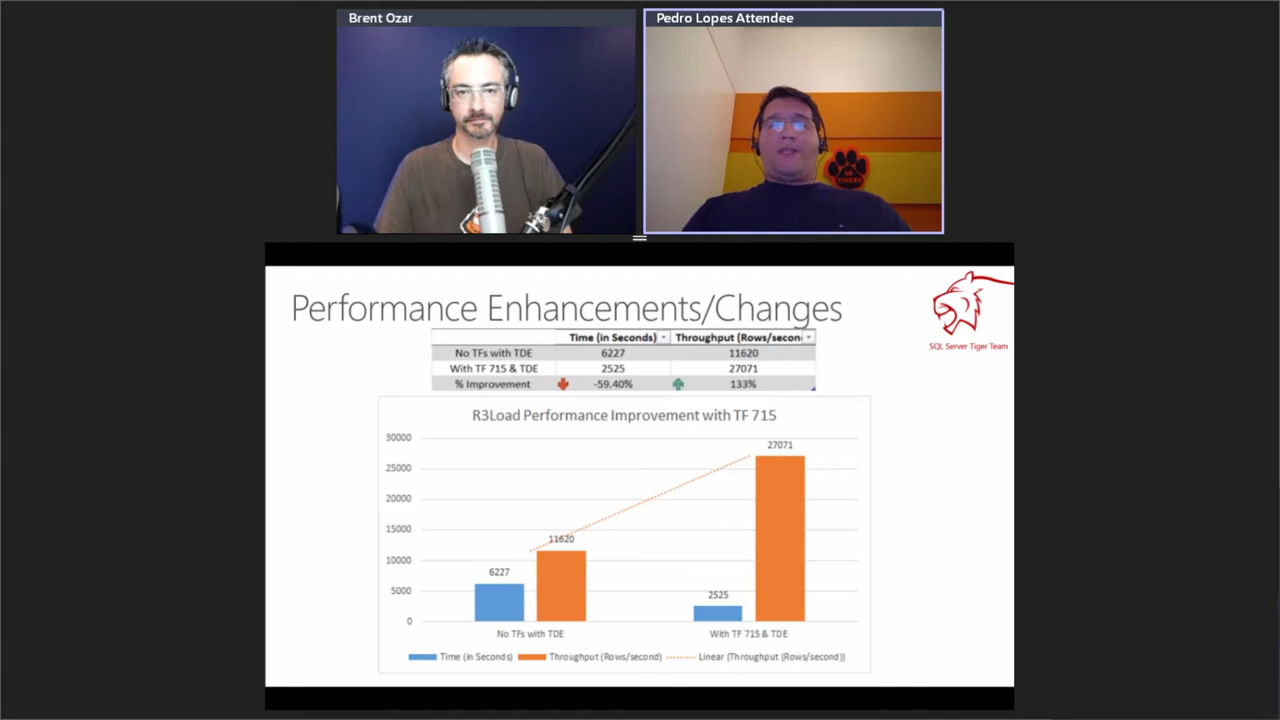 Brent Ozar
Pedro Lopes Attendee
Performance Enhancements/Changes
SQL Server Tiger Team
Time (in Seconds) Throughput (Rows/secon
No TFs with TDE 6227 11620
With TF 715 & TDE 2525 27071
% Improvement -59.40% 133%
R3Load Performance Improvement with TF 715
30000
25000
20000
15000
10000
5000
0
6227
11620
2525
27071
No TFs with TDE
With TF 715 & TDE
Time (in Seconds) Throughput (Rows/second) Linear (Throughput (Rows/second))